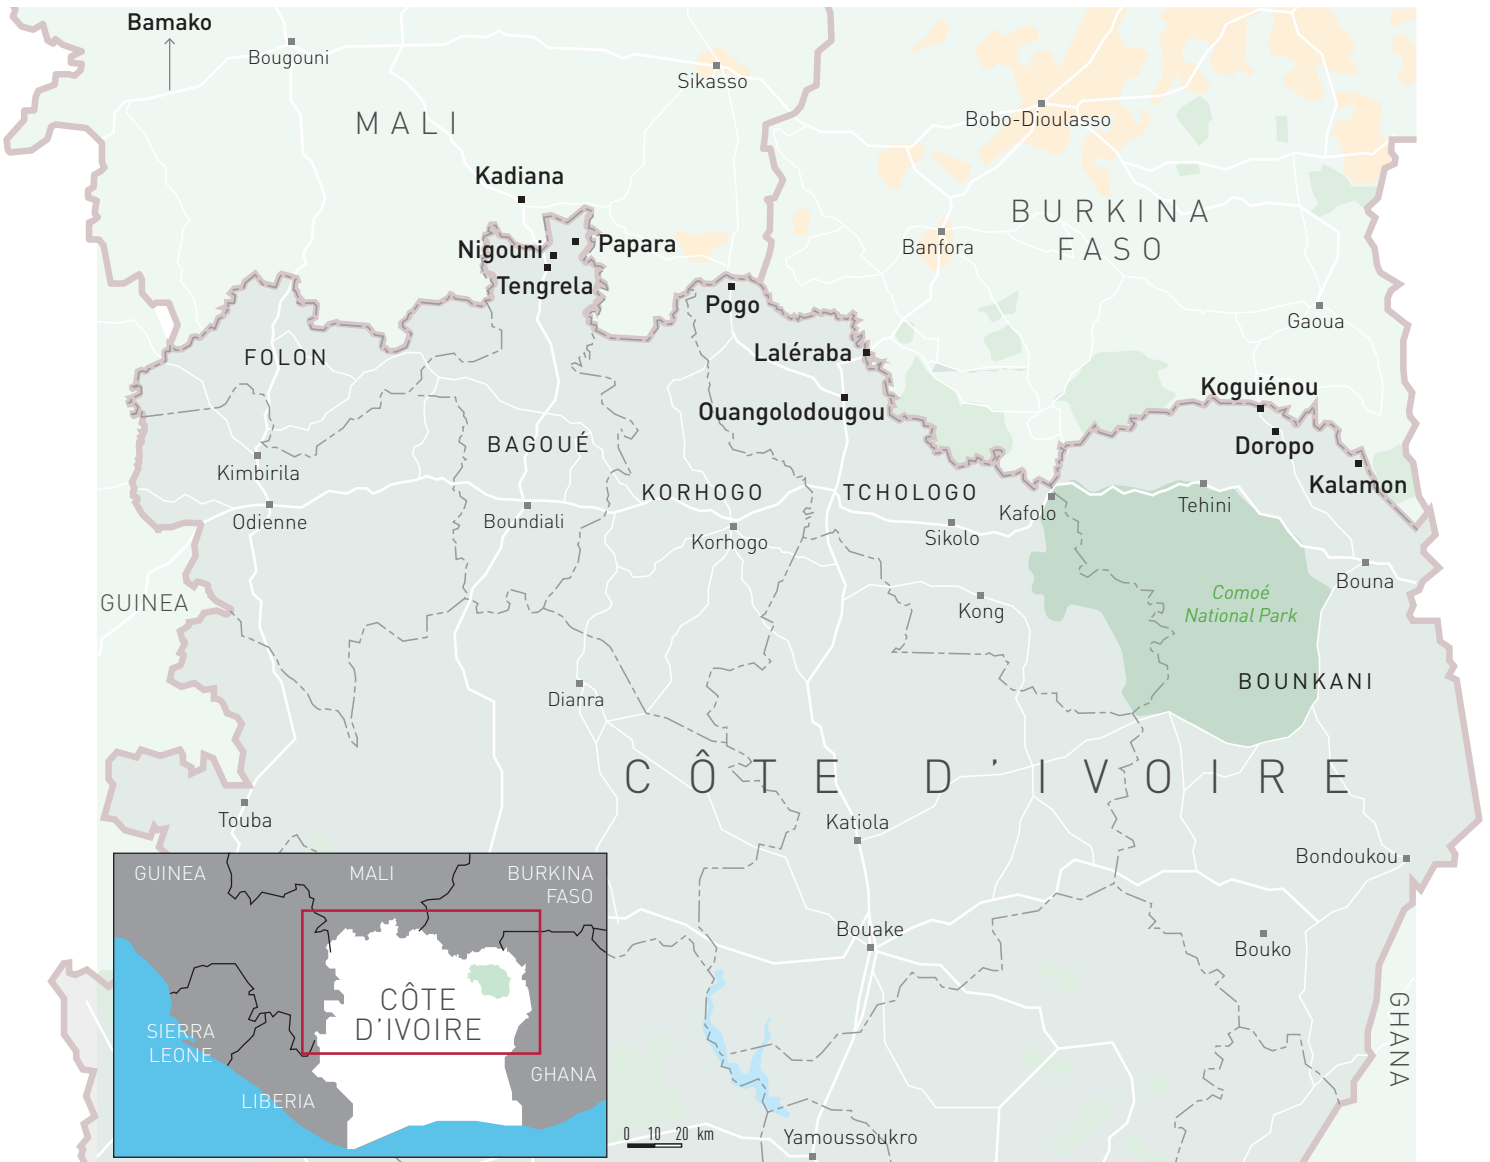 Bamako
Bougouni
Sikasso
MALI
Bobo-Dioulasso
Kadiana
BURKINA
FASO
Nigouni
Papara
Banfora
Tengrela
Pogo
Gaoua
FOLON
Laléraba
Koguiénou
Ouangolodougou
BAGOUÉ
Doropo
Kimbirila
KORHOGO
TCHOLOGO
Kalamon
Odienne
Boundiali
Kafolo
Tehini
Korhogo
Sikolo
Bouna
GUINEA
Comoé
National Park
Kong
BOUNKANI
Dianra
CÔTE D'IVOIRE
Touba
Katiola
Bondoukou
Bouake
Bouko
GHANA
Yamoussoukro
0 10 20 km
GUINEA
MALI
BURKINA
FASO
CÔTE
D'IVOIRE
SIERRA
LEONE
GHANA
LIBERIA